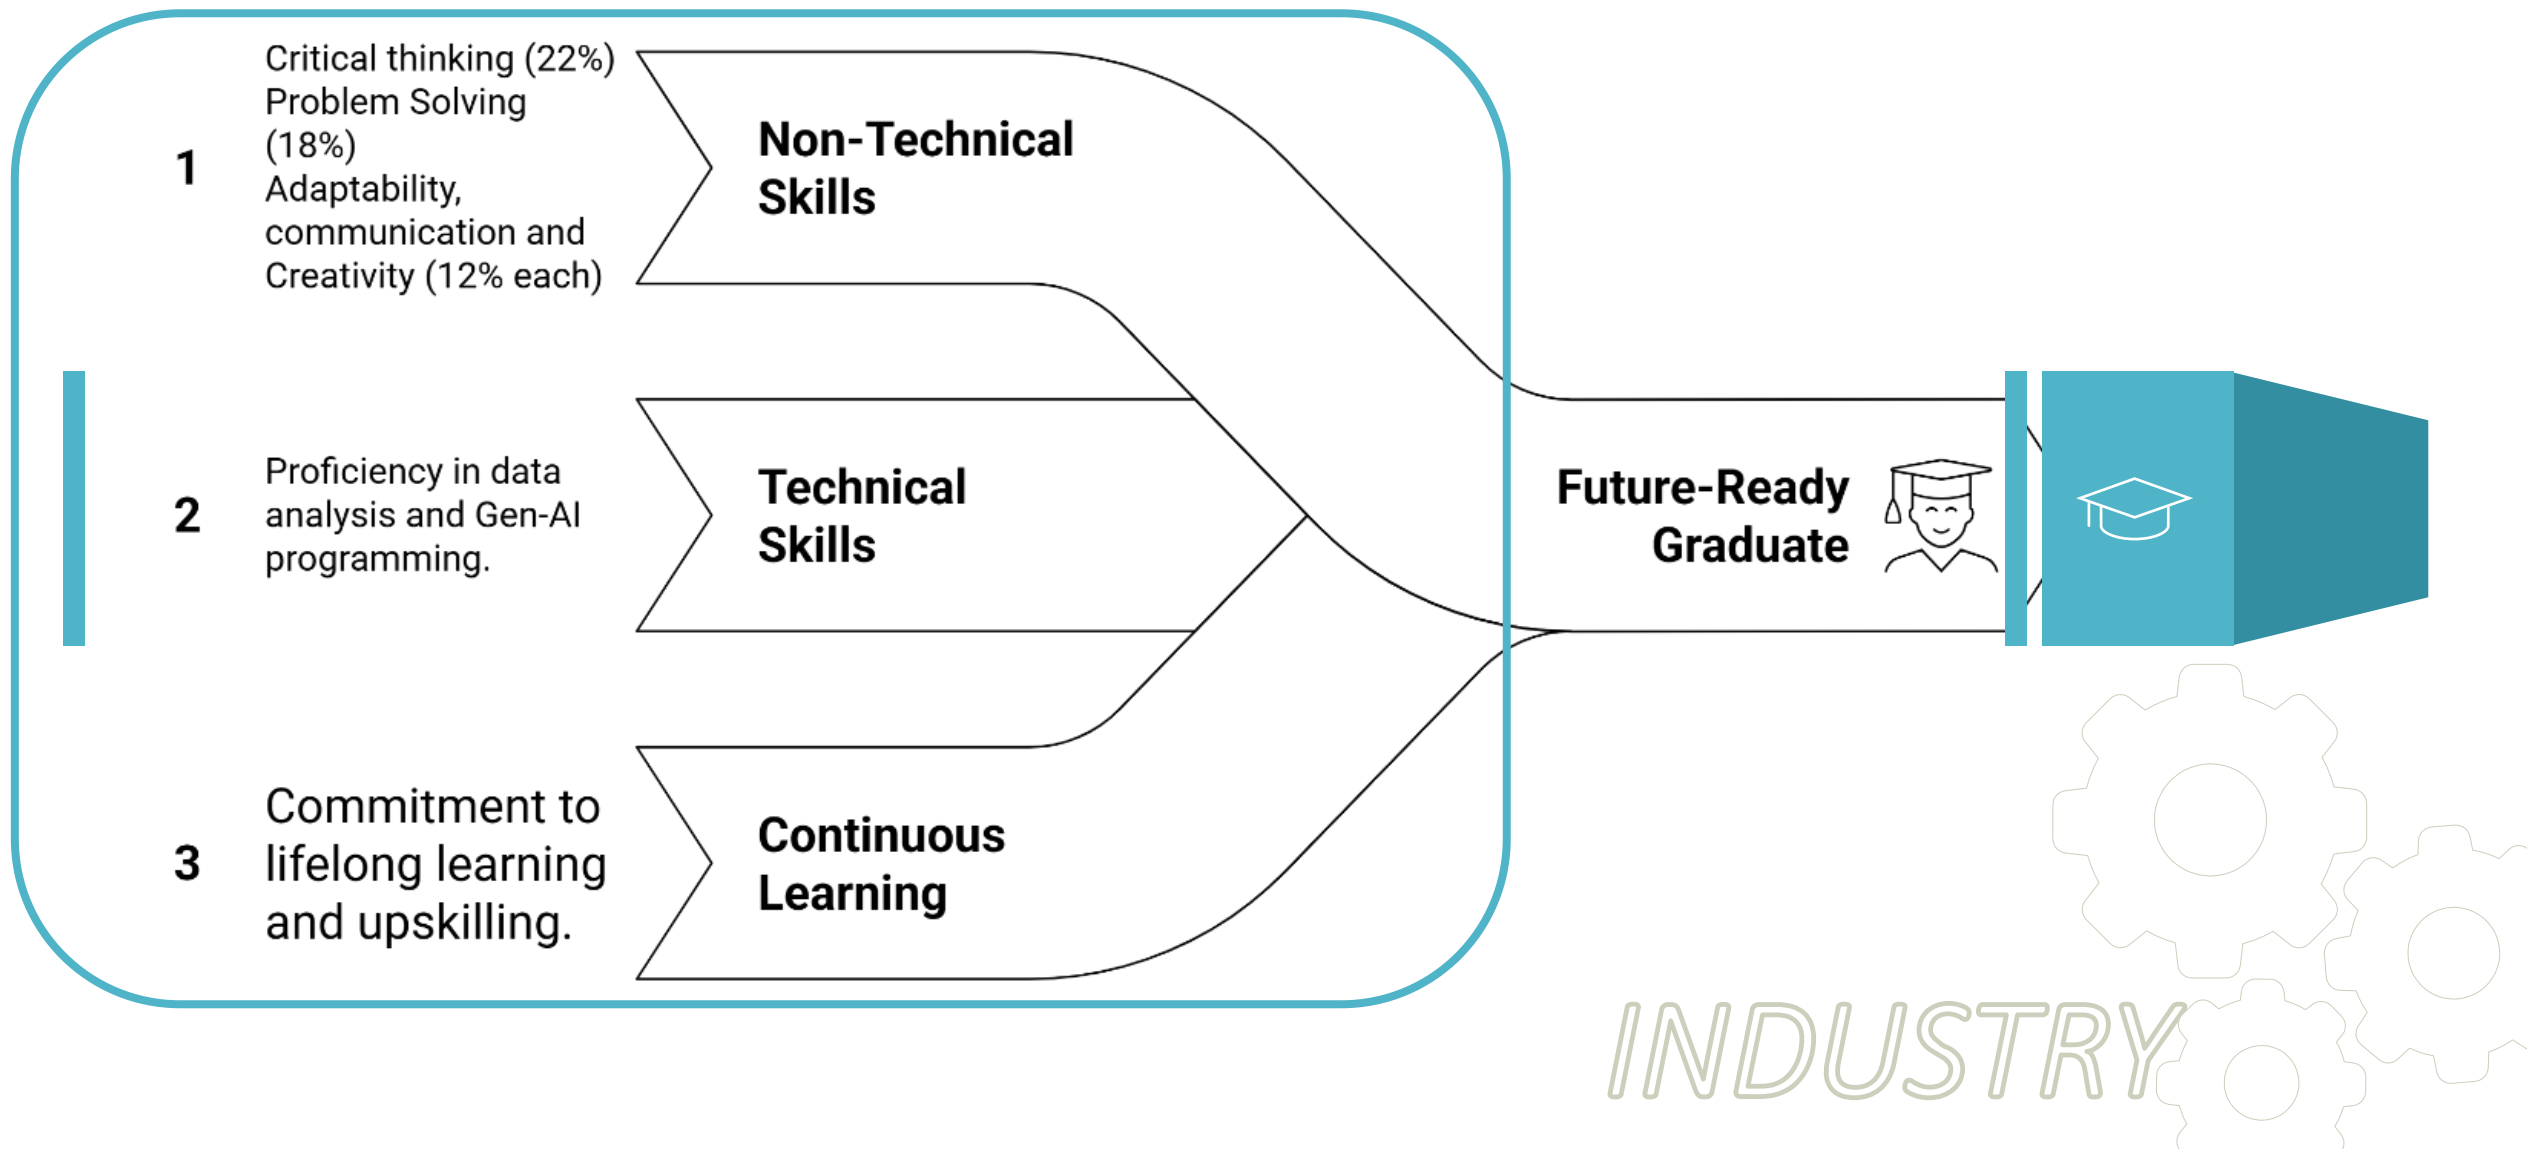 1
Critical thinking (22%)
Problem Solving
(18%)
Adaptability,
communication and
Creativity (12% each)
Non-Technical
Skills
2
Proficiency in data
analysis and Gen-AI
programming.
Technical
Skills
Future-Ready
Graduate
3
Commitment to
lifelong learning
and upskilling.
Continuous
Learning
INDUSTRY